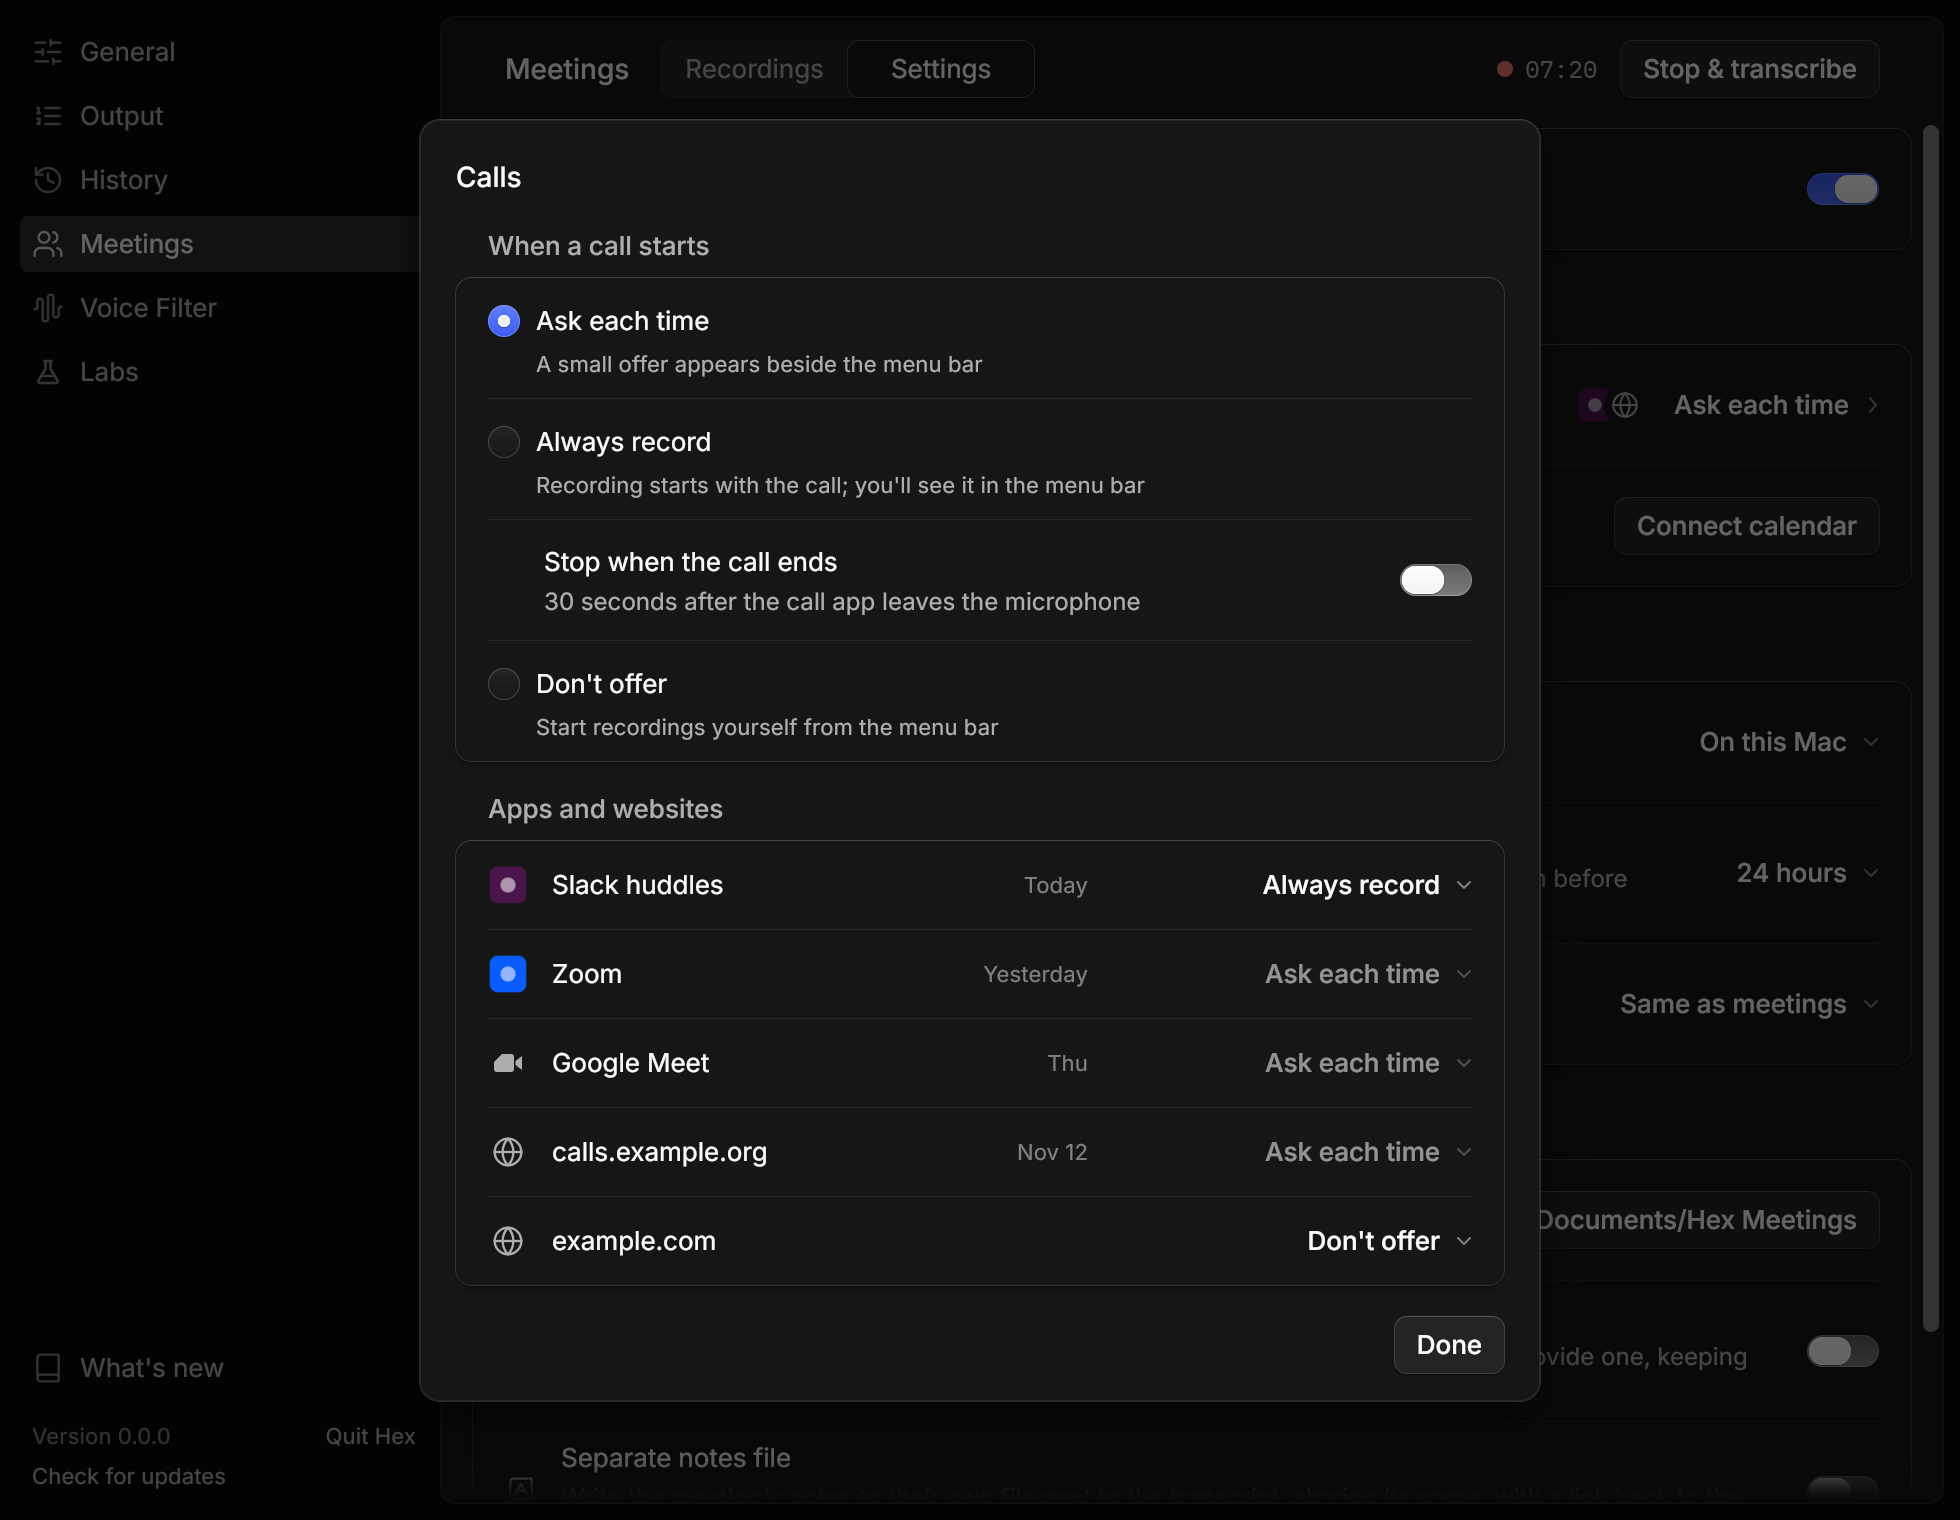 General
Output
History
Meetings
Voice Filter
Labs
What's new
Version 0.0.0
Quit Hex
Check for updates
Meetings
Recordings
Settings
07:20
Stop & transcribe
Calls
When a call starts
Ask each time
A small offer appears beside the menu bar
Always record
Recording starts with the call; you'll see it in the menu bar
Stop when the call ends
30 seconds after the call app leaves the microphone
Don't offer
Start recordings yourself from the menu bar
Apps and websites
Slack huddles Today Always record
Zoom Yesterday Ask each time
Google Meet Thu Ask each time
calls.example.org Nov 12 Ask each time
example.com Don't offer
Done
Ask each time
Connect calendar
On this Mac
before 24 hours
Same as meetings
Documents/Hex Meetings
one, keeping
Separate notes file